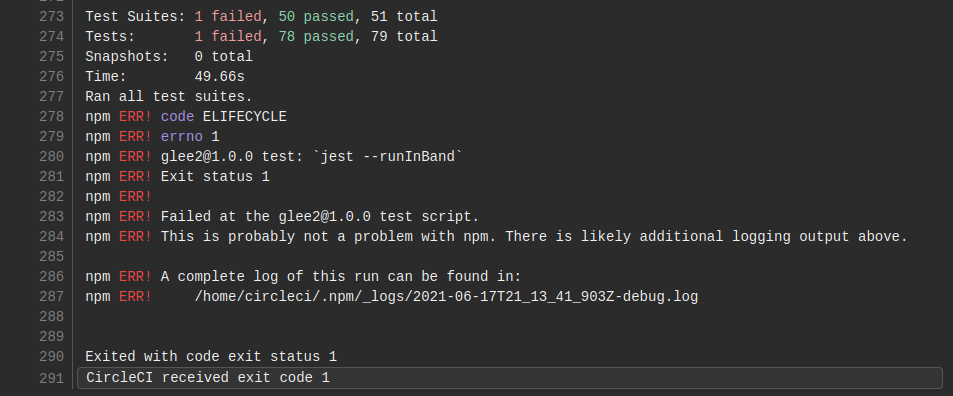 273 Test Suites: 1 failed, 50 passed, 51 total
274 Tests:       1 failed, 78 passed, 79 total
275 Snapshots:   0 total
276 Time:        49.66s
277 Ran all test suites.
278 npm ERR! code ELIFECYCLE
279 npm ERR! errno 1
280 npm ERR! glee2@1.0.0 test: `jest --runInBand`
281 npm ERR! Exit status 1
282 npm ERR!
283 npm ERR! Failed at the glee2@1.0.0 test script.
284 npm ERR! This is probably not a problem with npm. There is likely additional logging output above.
285
286 npm ERR! A complete log of this run can be found in:
287 npm ERR!     /home/circleci/.npm/_logs/2021-06-17T21_13_41_903Z-debug.log
288
289
290 Exited with code exit status 1
291 CircleCI received exit code 1